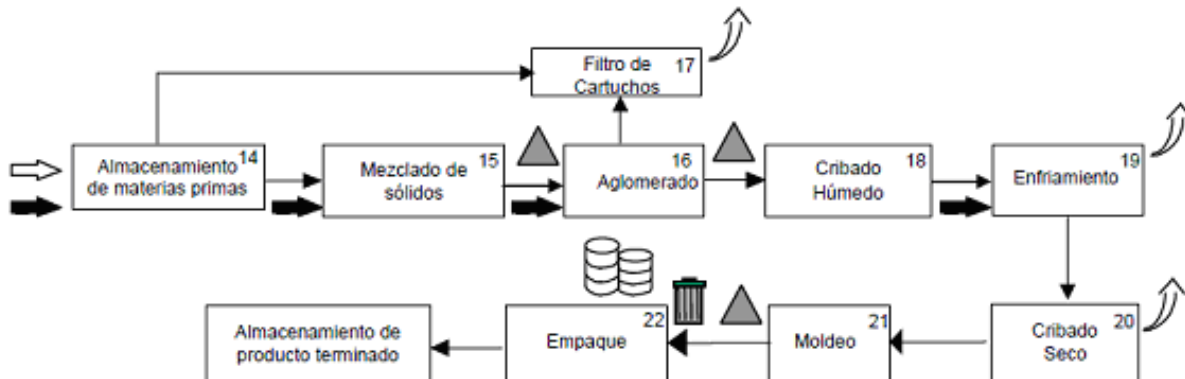 Filtro de 17
Cartuchos
Almacenamiento 14
de materias primas
Mezclado de 15
sólidos
16
Aglomerado
Cribado 18
Húmedo
19
Enfriamiento
Almacenamiento de
producto terminado
22
Empaque
21
Moldeo
20
Cribado
Seco